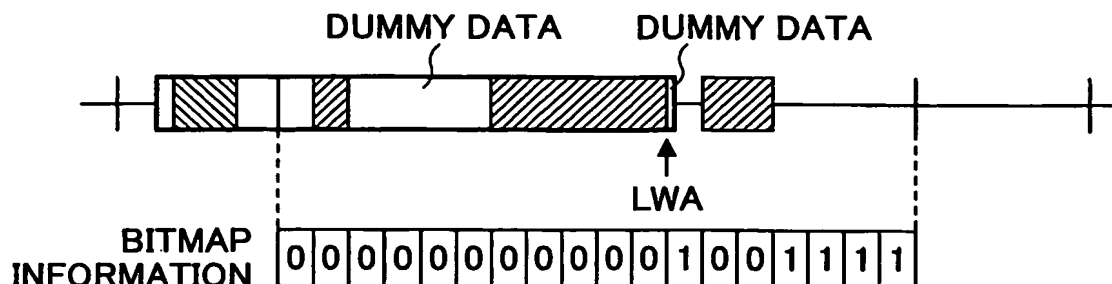 DUMMY DATA
DUMMY DATA
LWA
BITMAP
INFORMATION
0 0 0 0 0 0 0 0 0 0 0 1 0 0 1 1 1 1